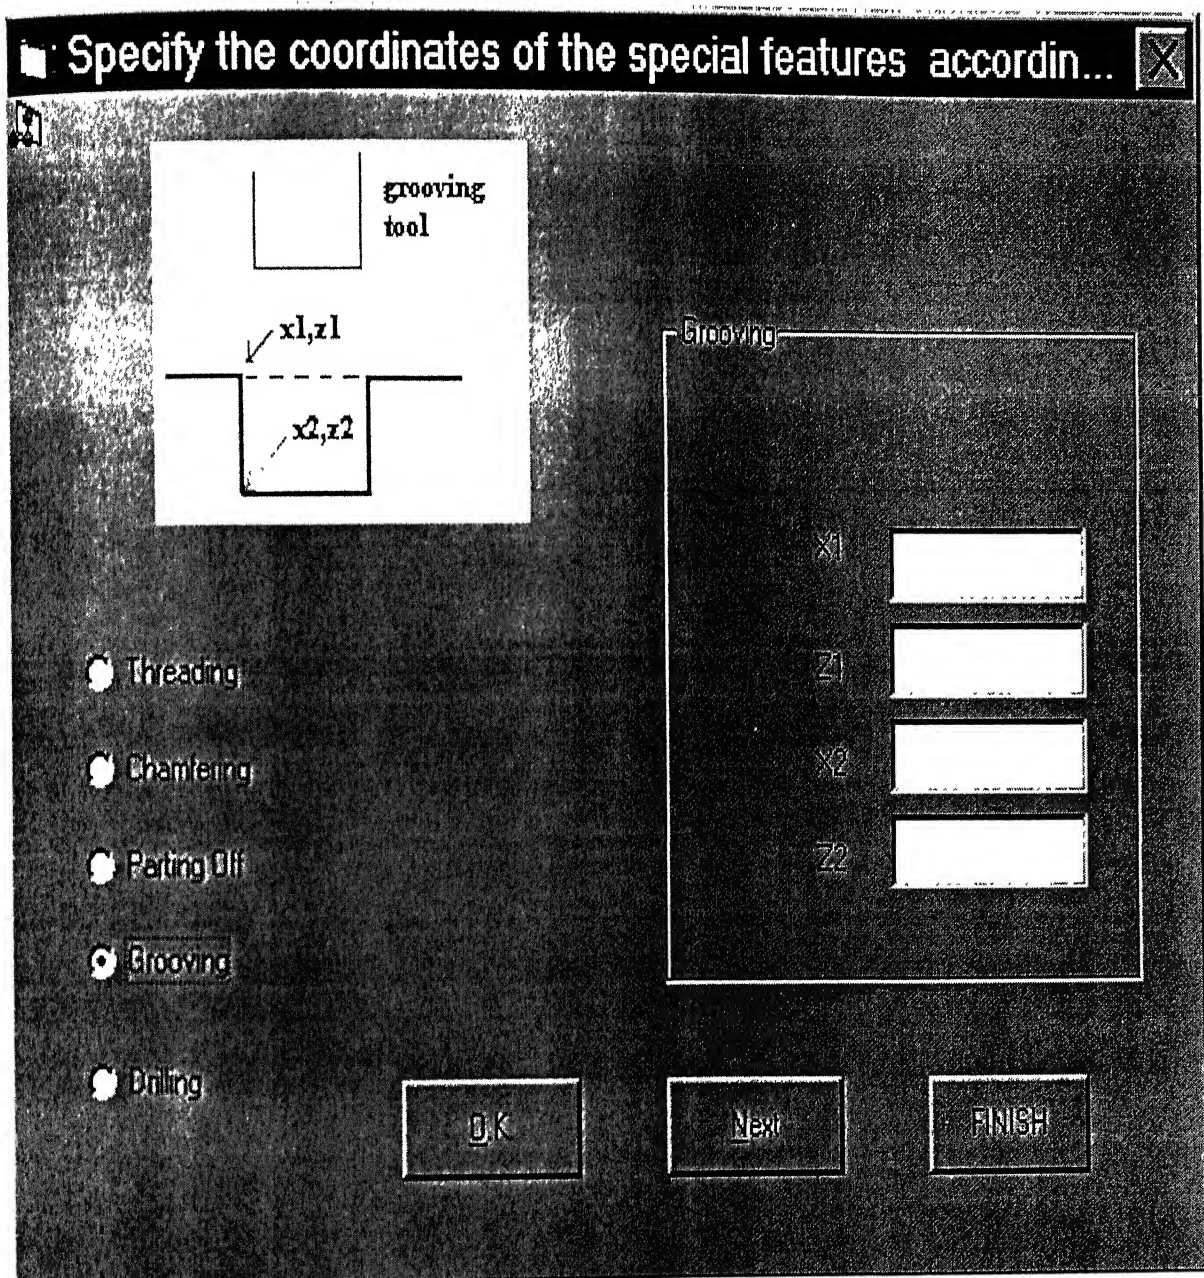 Specify the coordinates of the special features accordin...
grooving
tool
x1,z1
x2,z2
Grooving
X1
Z1
X2
Z2
Threading
Chamfering
Parting Off
Grooving
Drilling
O.K
Next
FINISH